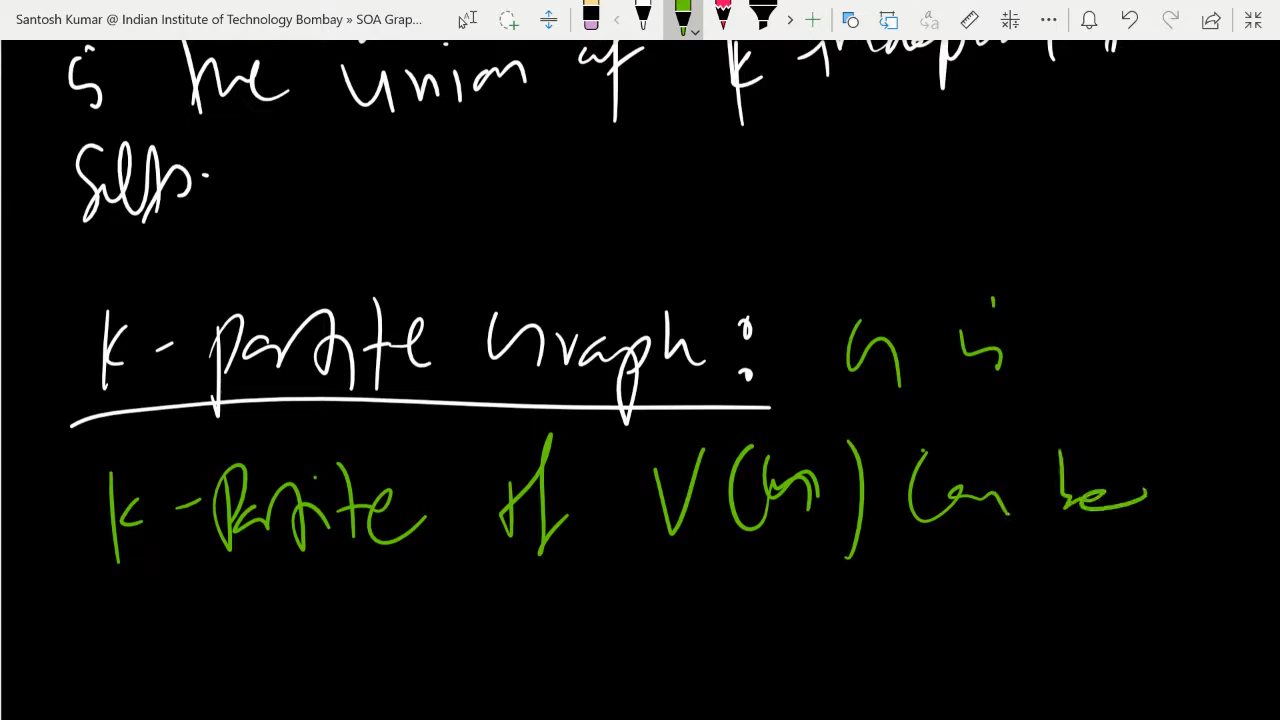 Santosh Kumar @ Indian Institute of Technology Bombay » SOA Grap...
is the union of k
Sets.
k-partite Graph: G is
k-Partite if V(G) can be